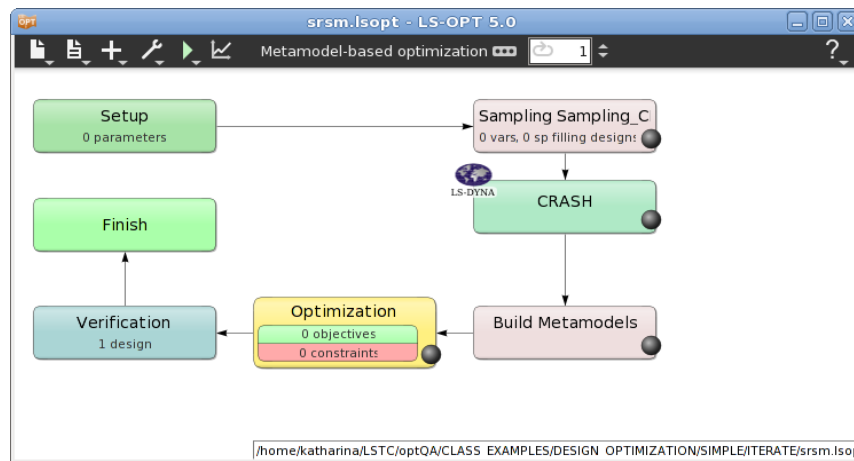 OPT srsm.lsopt - LS-OPT 5.0
Metamodel-based optimization 1 ?
Setup
0 parameters
Sampling Sampling_C
0 vars, 0 sp filling designs
LS-DYNA
CRASH
Finish
Build Metamodels
Optimization
0 objectives
0 constraints
Verification
1 design
/home/katharina/LSTC/optQA/CLASS_EXAMPLES/DESIGN_OPTIMIZATION/SIMPLE/ITERATE/srsm.lsop